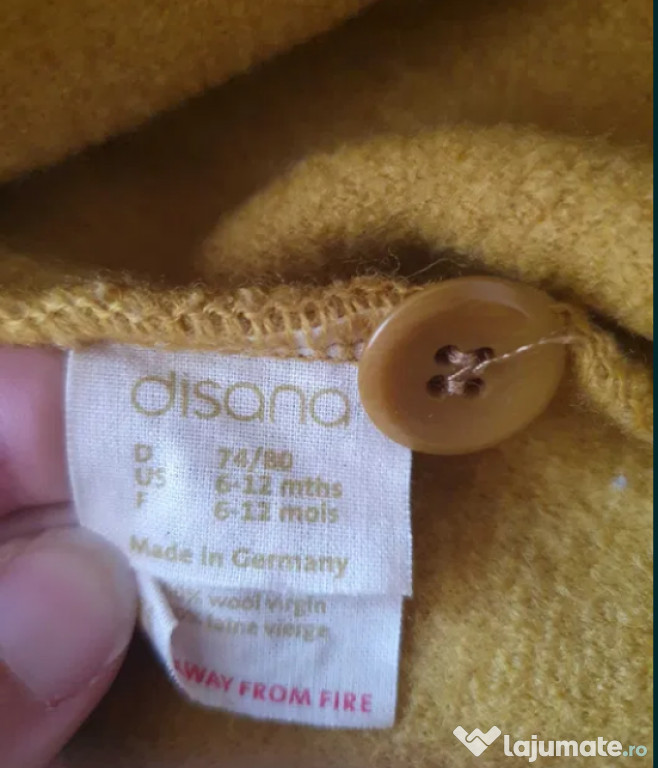 disana
D 74/80
US 6-12 mths
F 6-12 mois
Made in Germany
% wool virgin
laine vierge
AWAY FROM FIRE
lajumate.ro